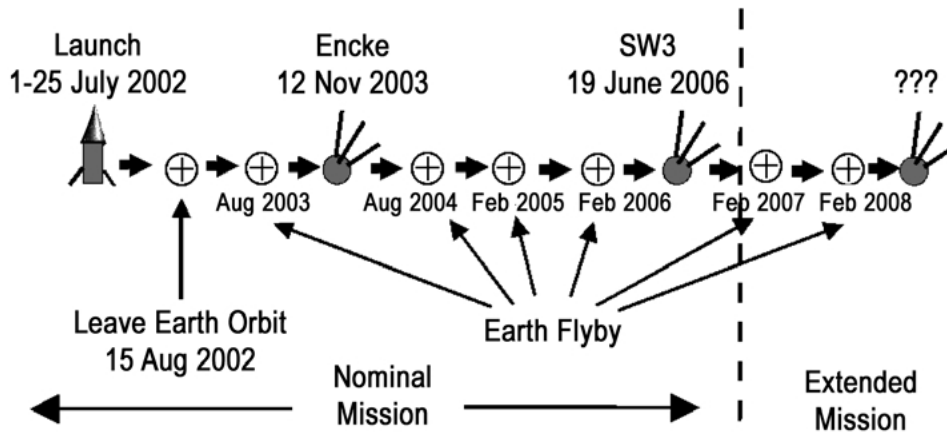 Launch
1-25 July 2002
Encke
12 Nov 2003
SW3
19 June 2006
???
Aug 2003
Aug 2004
Feb 2005
Feb 2006
Feb 2007
Feb 2008
Leave Earth Orbit
15 Aug 2002
Earth Flyby
Nominal
Mission
Extended
Mission